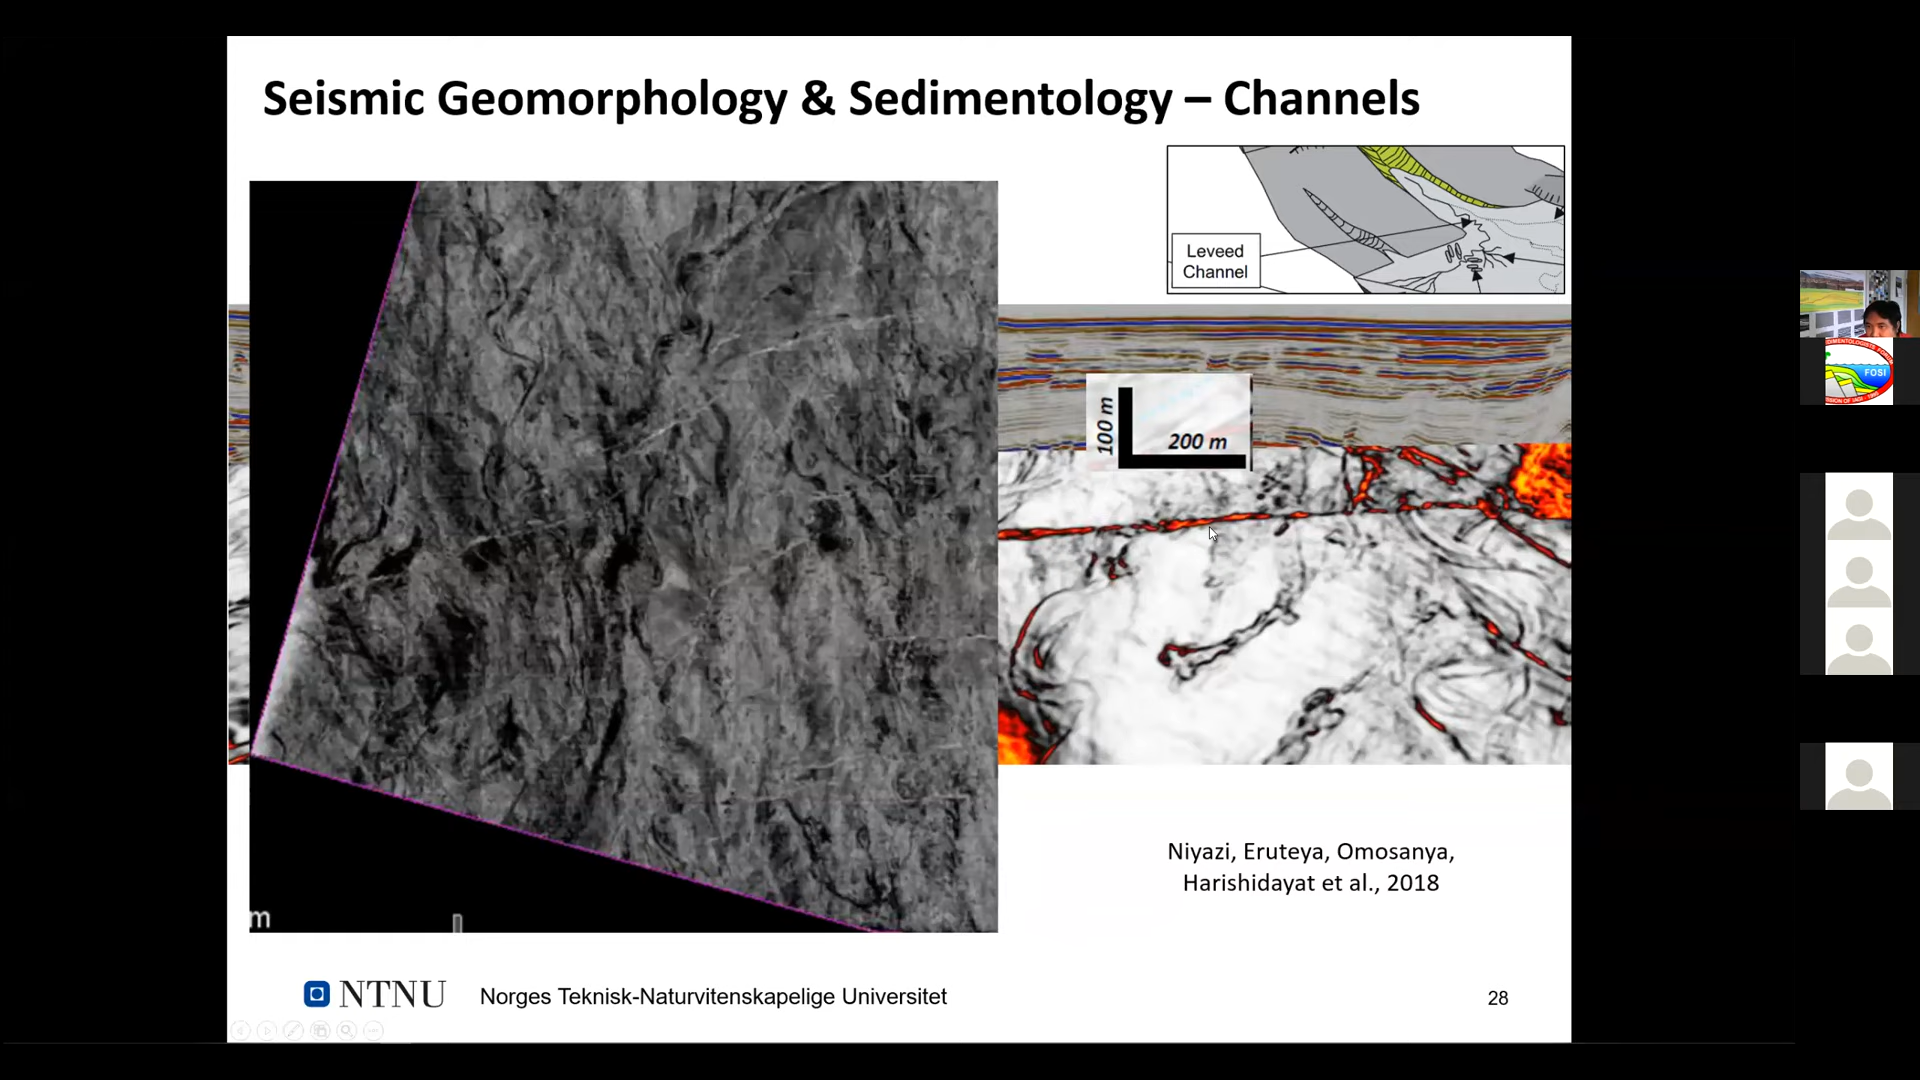 Seismic Geomorphology & Sedimentology – Channels
Leveed
Channel
100 m
200 m
FOSI
Niyazi, Eruteya, Omosanya,
Harishidayat et al., 2018
m
NTNU
Norges Teknisk-Naturvitenskapelige Universitet
28